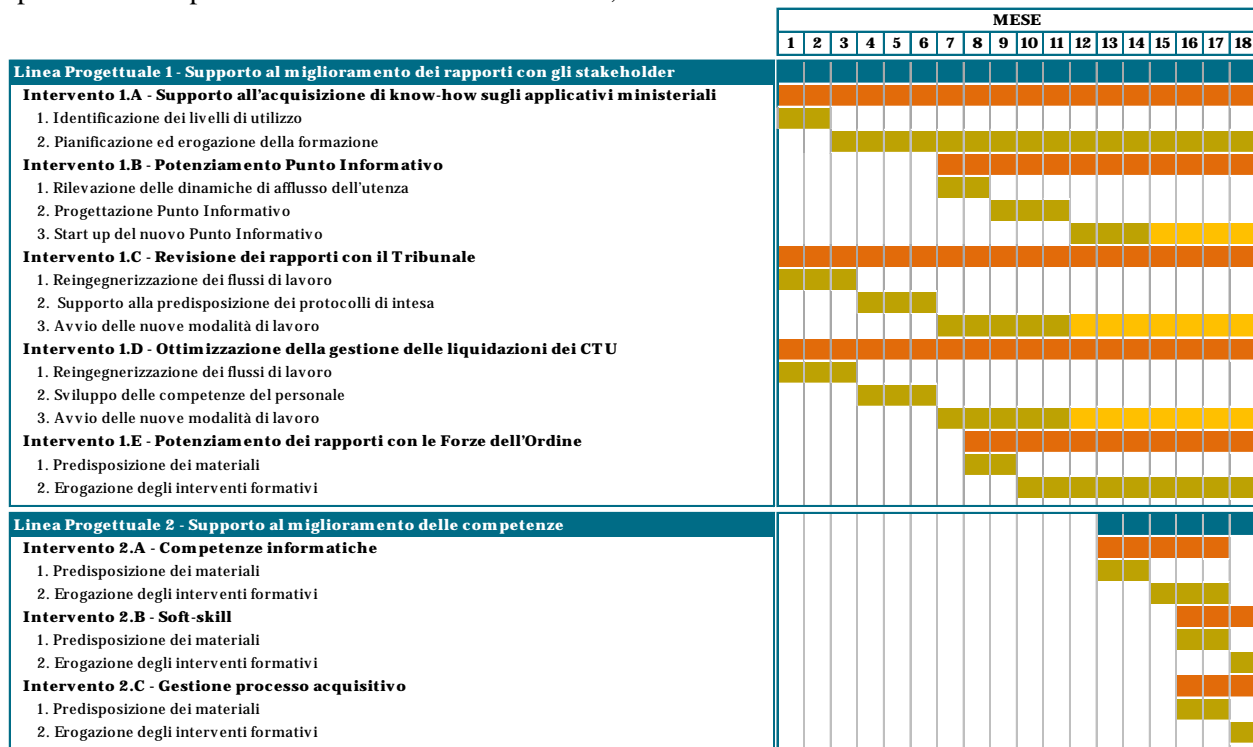 MESE
1 2 3 4 5 6 7 8 9 10 11 12 13 14 15 16 17 18
Linea Progettuale 1 - Supporto al miglioramento dei rapporti con gli stakeholder
Intervento 1.A - Supporto all'acquisizione di know-how sugli applicativi ministeriali
1. Identificazione dei livelli di utilizzo
2. Pianificazione ed erogazione della formazione
Intervento 1.B - Potenziamento Punto Informativo
1. Rilevazione delle dinamiche di afflusso dell'utenza
2. Progettazione Punto Informativo
3. Start up del nuovo Punto Informativo
Intervento 1.C - Revisione dei rapporti con il Tribunale
1. Reingegnerizzazione dei flussi di lavoro
2. Supporto alla predisposizione dei protocolli di intesa
3. Avvio delle nuove modalità di lavoro
Intervento 1.D - Ottimizzazione della gestione delle liquidazioni dei CTU
1. Reingegnerizzazione dei flussi di lavoro
2. Sviluppo delle competenze del personale
3. Avvio delle nuove modalità di lavoro
Intervento 1.E - Potenziamento dei rapporti con le Forze dell'Ordine
1. Predisposizione dei materiali
2. Erogazione degli interventi formativi
Linea Progettuale 2 - Supporto al miglioramento delle competenze
Intervento 2.A - Competenze informatiche
1. Predisposizione dei materiali
2. Erogazione degli interventi formativi
Intervento 2.B - Soft-skill
1. Predisposizione dei materiali
2. Erogazione degli interventi formativi
Intervento 2.C - Gestione processo acquisitivo
1. Predisposizione dei materiali
2. Erogazione degli interventi formativi